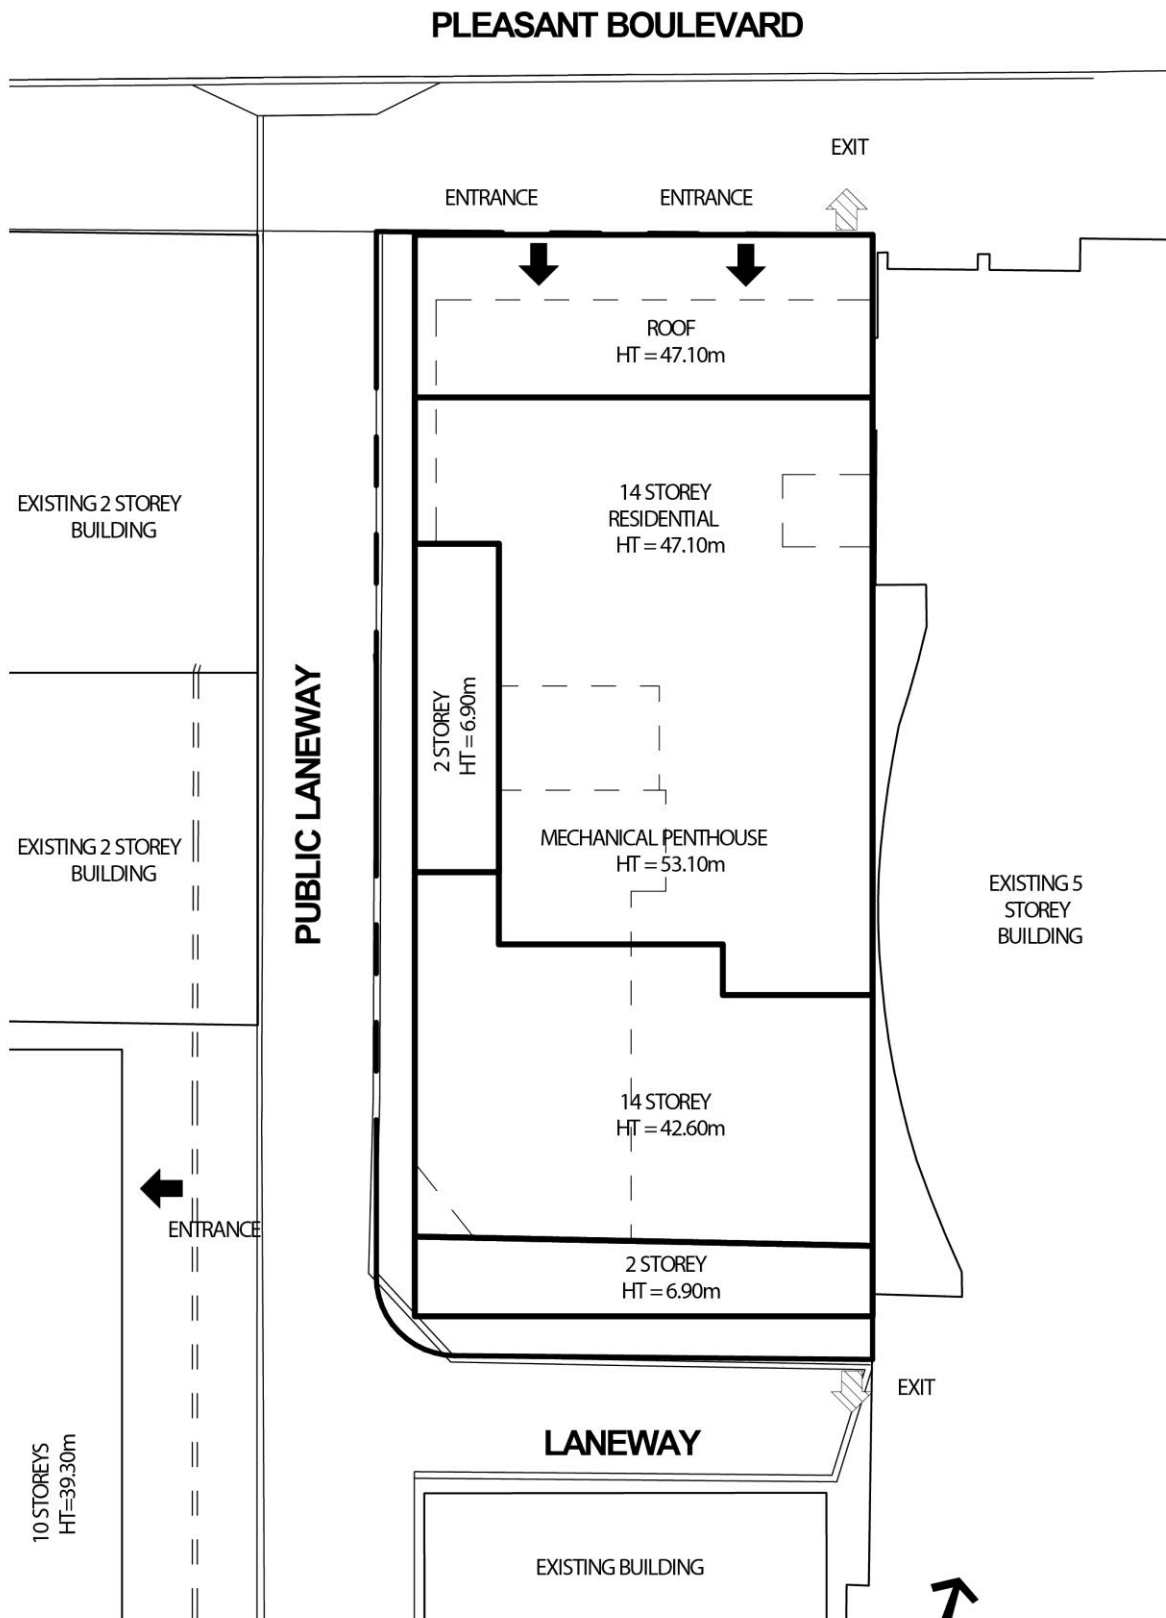 PLEASANT BOULEVARD
EXIT
ENTRANCE
ENTRANCE
ROOF
HT = 47.10m
EXISTING 2 STOREY
BUILDING
14 STOREY
RESIDENTIAL
HT = 47.10m
2 STOREY
HT = 6.90m
PUBLIC LANEWAY
MECHANICAL PENTHOUSE
HT = 53.10m
EXISTING 2 STOREY
BUILDING
EXISTING 5
STOREY
BUILDING
14 STOREY
HT = 42.60m
ENTRANCE
2 STOREY
HT = 6.90m
EXIT
LANEWAY
10 STOREYS
HT=39.30m
EXISTING BUILDING